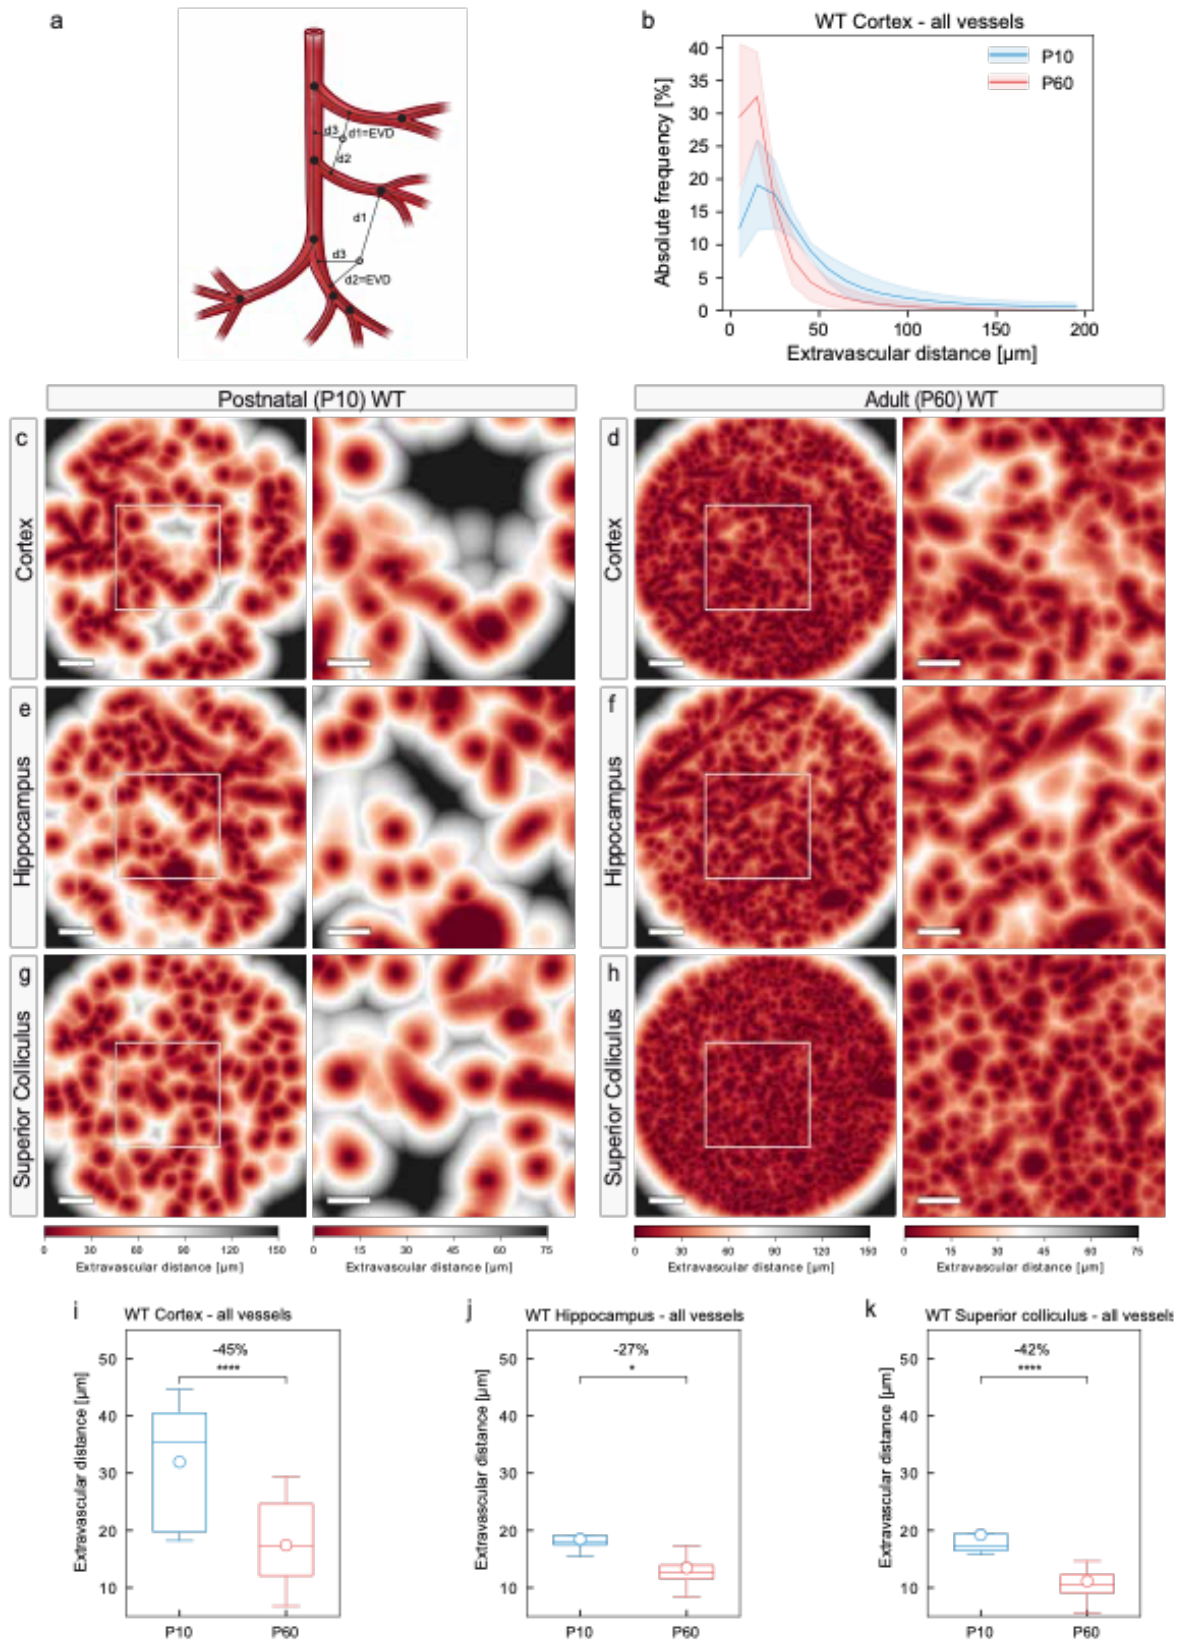 a
d3
d1=EVD
d2
d1
d3
d2=EVD
b
WT Cortex - all vessels
P10
P60
Absolute frequency [%]
40
35
30
25
20
15
10
5
0
0
50
100
150
200
Extravascular distance [µm]
Postnatal (P10) WT
Adult (P60) WT
c
Cortex
d
Cortex
e
Hippocampus
f
Hippocampus
g
Superior Colliculus
h
Superior Colliculus
0 30 60 90 120 150
Extravascular distance [µm]
0 15 30 45 60 75
Extravascular distance [µm]
0 30 60 90 120 150
Extravascular distance [µm]
0 15 30 45 60 75
Extravascular distance [µm]
i
WT Cortex - all vessels
-45%
****
Extravascular distance [µm]
50
40
30
20
10
P10
P60
j
WT Hippocampus - all vessels
-27%
*
Extravascular distance [µm]
50
40
30
20
10
P10
P60
k
WT Superior colliculus - all vessels
-42%
****
Extravascular distance [µm]
50
40
30
20
10
P10
P60